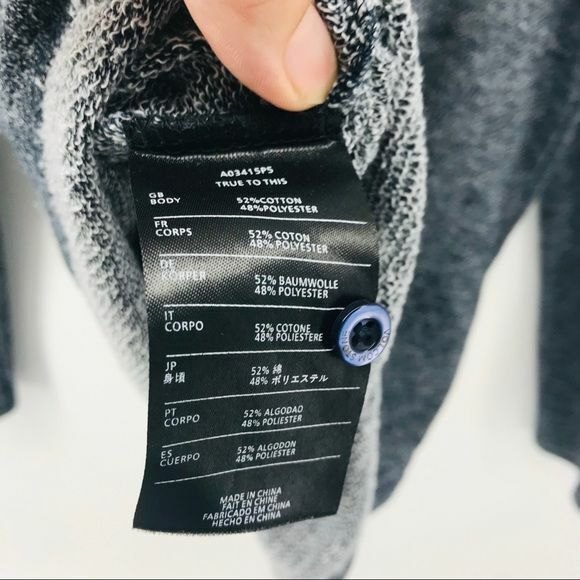 A03415P5
TRUE TO THIS
GB
BODY
52%COTTON
48%POLYESTER
FR
CORPS
52% COTON
48% POLYESTER
DE
KÖRPER
52% BAUMWOLLE
48% POLYESTER
IT
CORPO
52% COTONE
48% POLIESTERE
JP
身頃
52% 綿
48% ポリエステル
PT
CORPO
52% ALGODAO
48% POLIESTER
ES
CUERPO
52% ALGODON
48% POLIESTER
MADE IN CHINA
FAIT EN CHINE
FABRICADO EM CHINA
HECHO EN CHINA
VOLCOM STONE